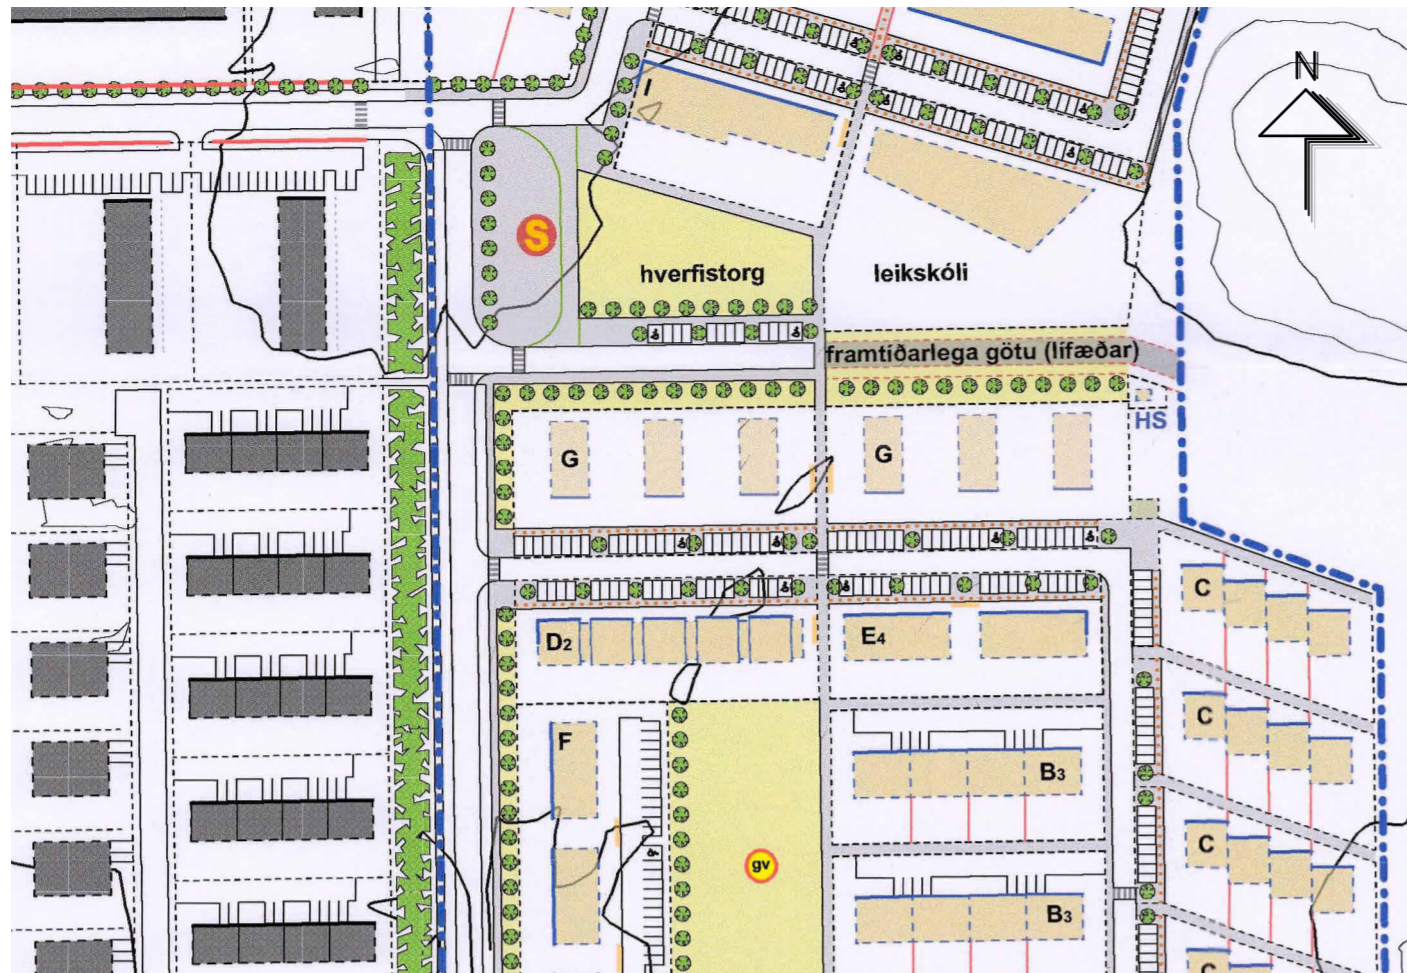 N
I
S
hverfistorg
leikskóli
framtíðarlega götu (lífæðar)
HS
G
G
C
D2
E4
C
F
B3
C
gv
B3
C